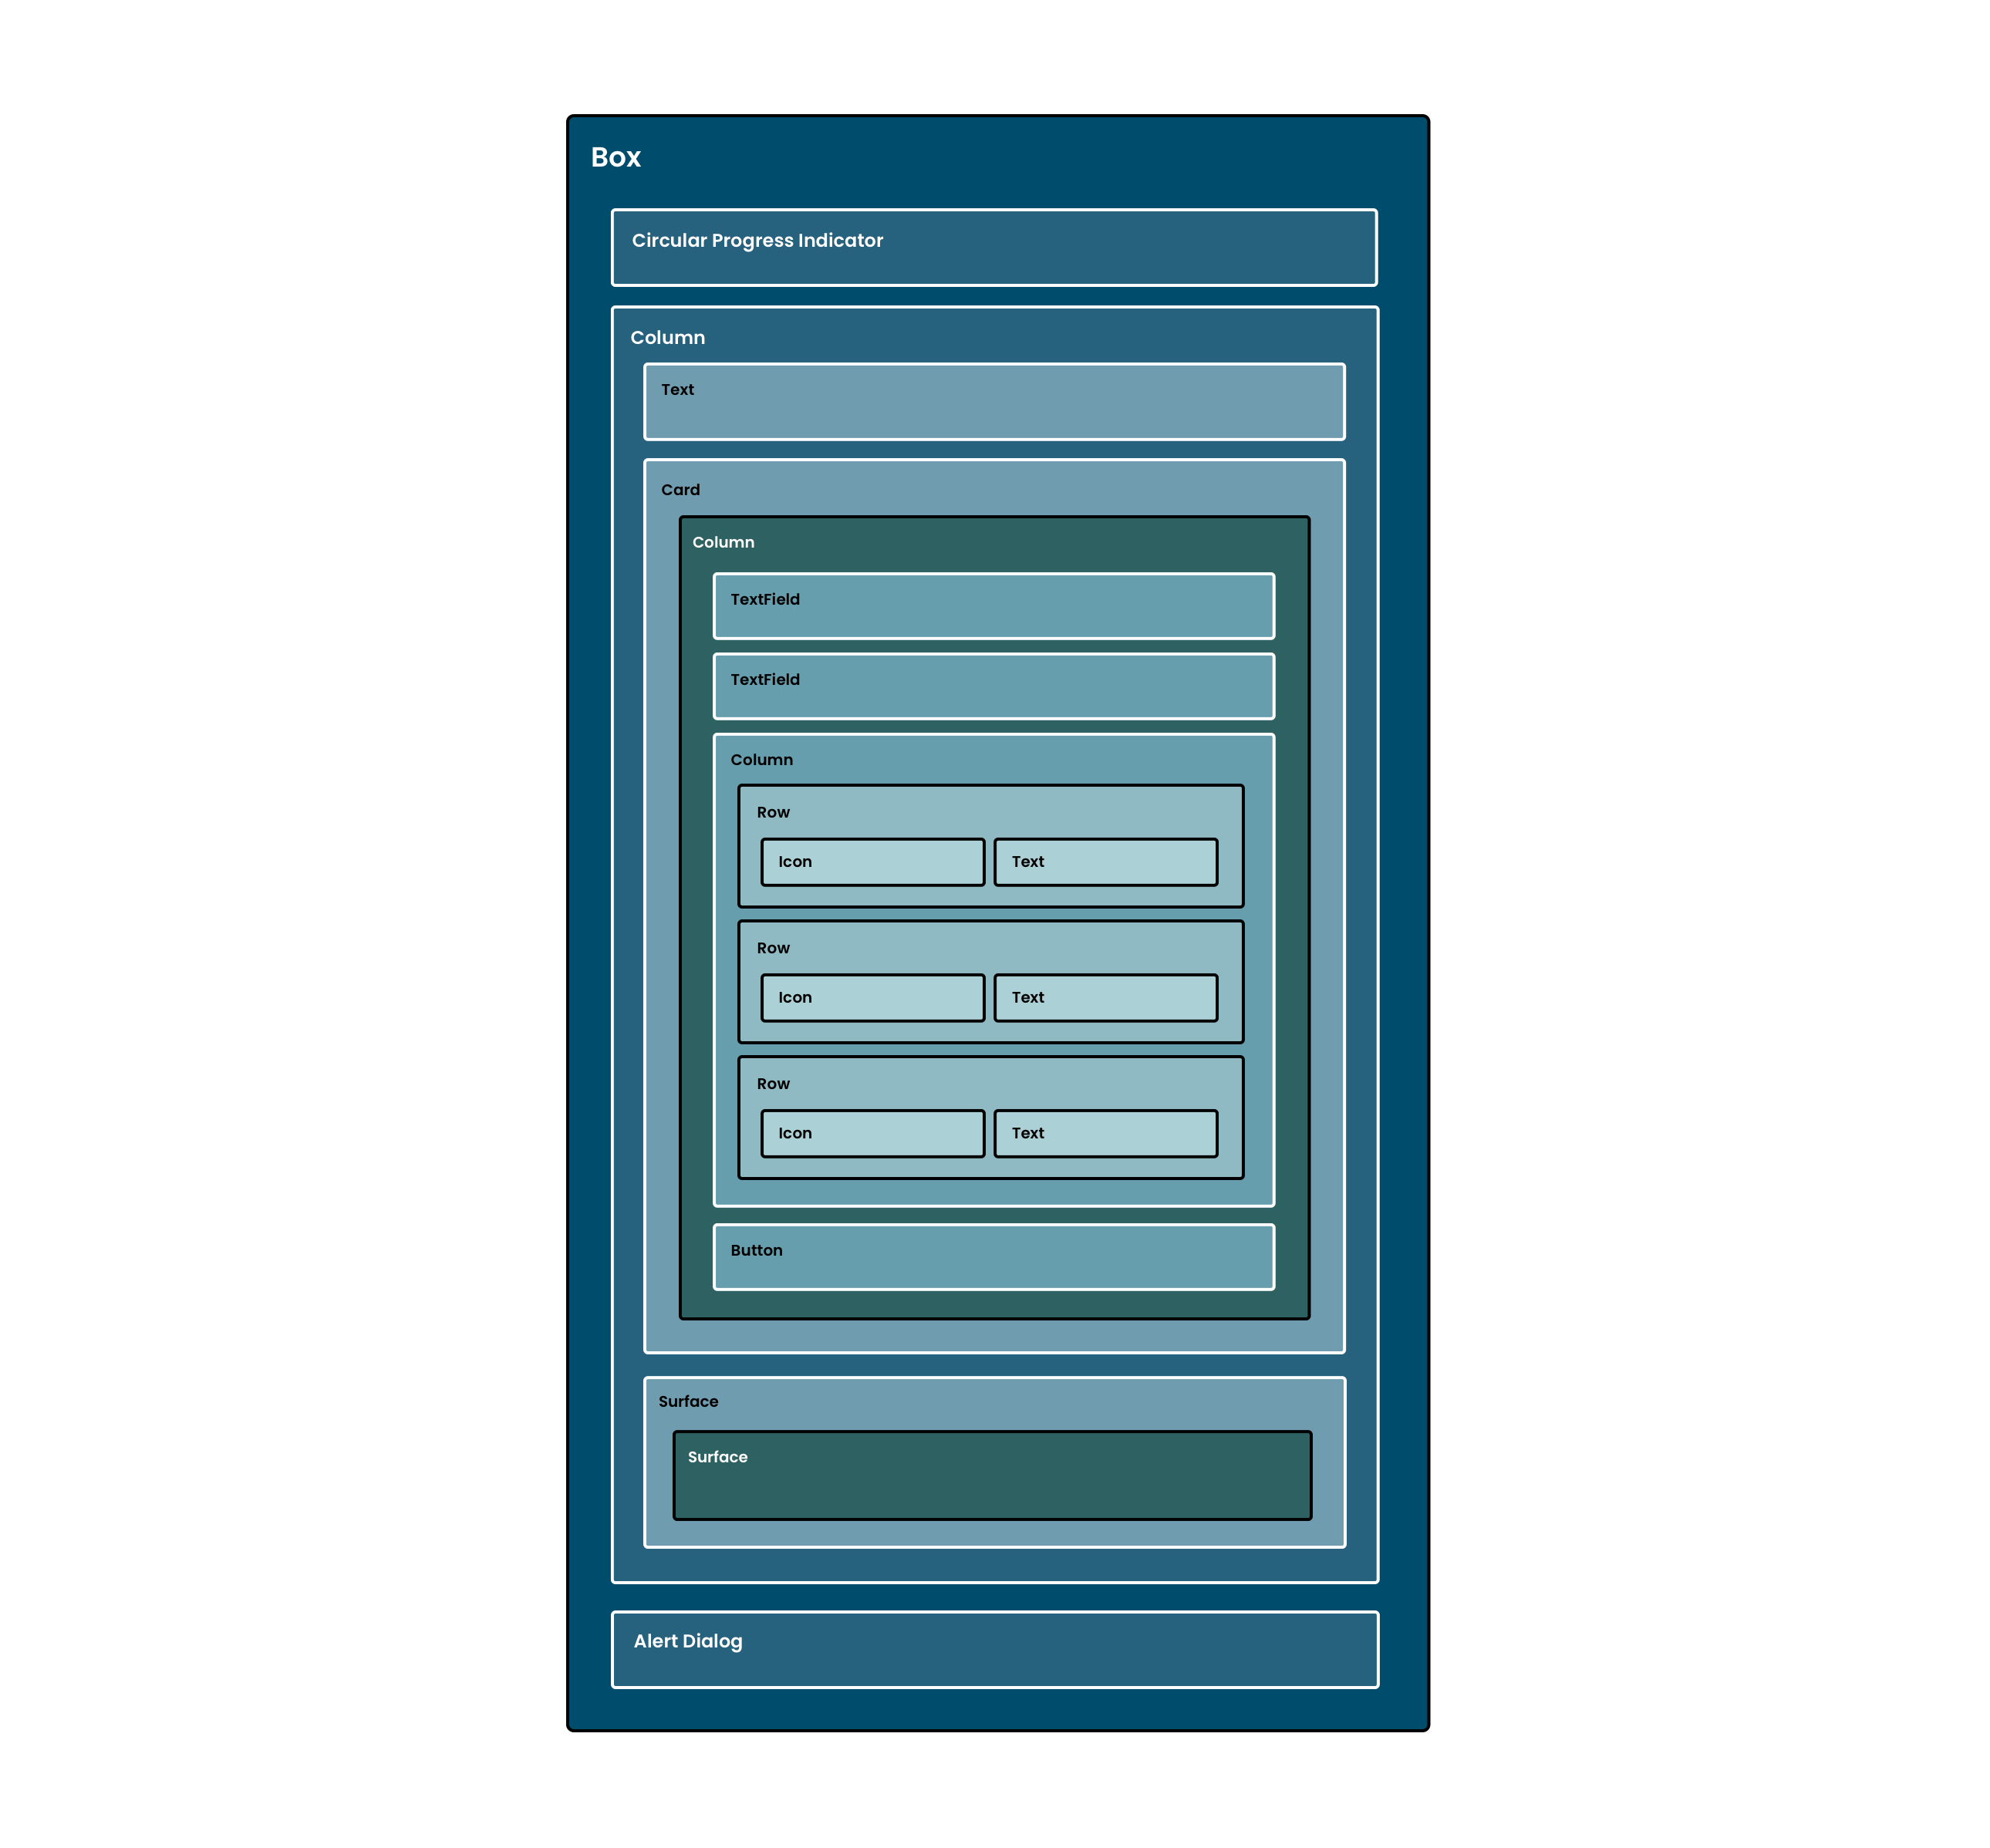 Box
Circular Progress Indicator
Column
Text
Card
Column
TextField
TextField
Column
Row
Icon Text
Row
Icon Text
Row
Icon Text
Button
Surface
Surface
Alert Dialog